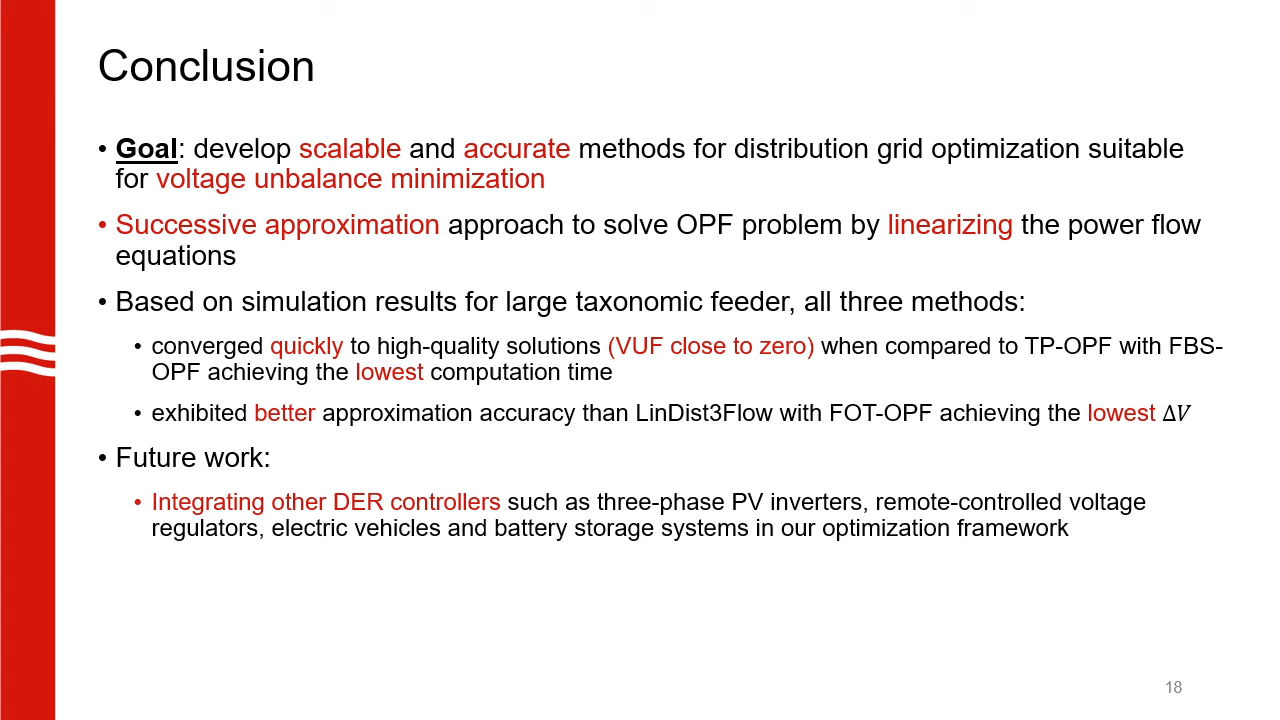 Conclusion
• Goal: develop scalable and accurate methods for distribution grid optimization suitable
for voltage unbalance minimization
• Successive approximation approach to solve OPF problem by linearizing the power flow
equations
• Based on simulation results for large taxonomic feeder, all three methods:
• converged quickly to high-quality solutions (VUF close to zero) when compared to TP-OPF with FBS-
OPF achieving the lowest computation time
• exhibited better approximation accuracy than LinDist3Flow with FOT-OPF achieving the lowest Δ𝑉
• Future work:
• Integrating other DER controllers such as three-phase PV inverters, remote-controlled voltage
regulators, electric vehicles and battery storage systems in our optimization framework
18